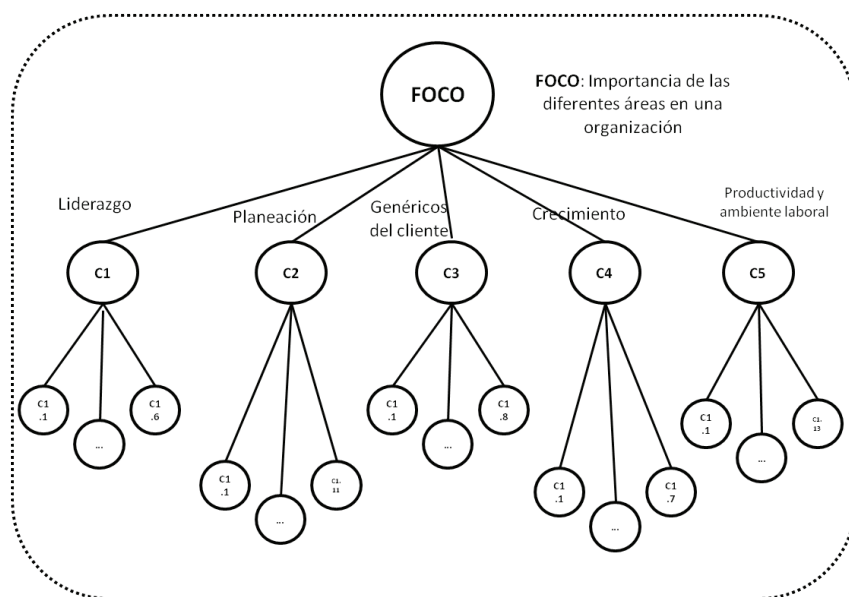 FOCO
FOCO: Importancia de las
diferentes áreas en una
organización
Liderazgo
Planeación
Genéricos
del cliente
Crecimiento
Productividad y
ambiente laboral
C1
C2
C3
C4
C5
C1
.1
...
C1
.6
C1
.1
...
C1.
11
C1
.1
...
C1
.8
C1
.1
...
C1
.7
C1
.1
...
C1.
13